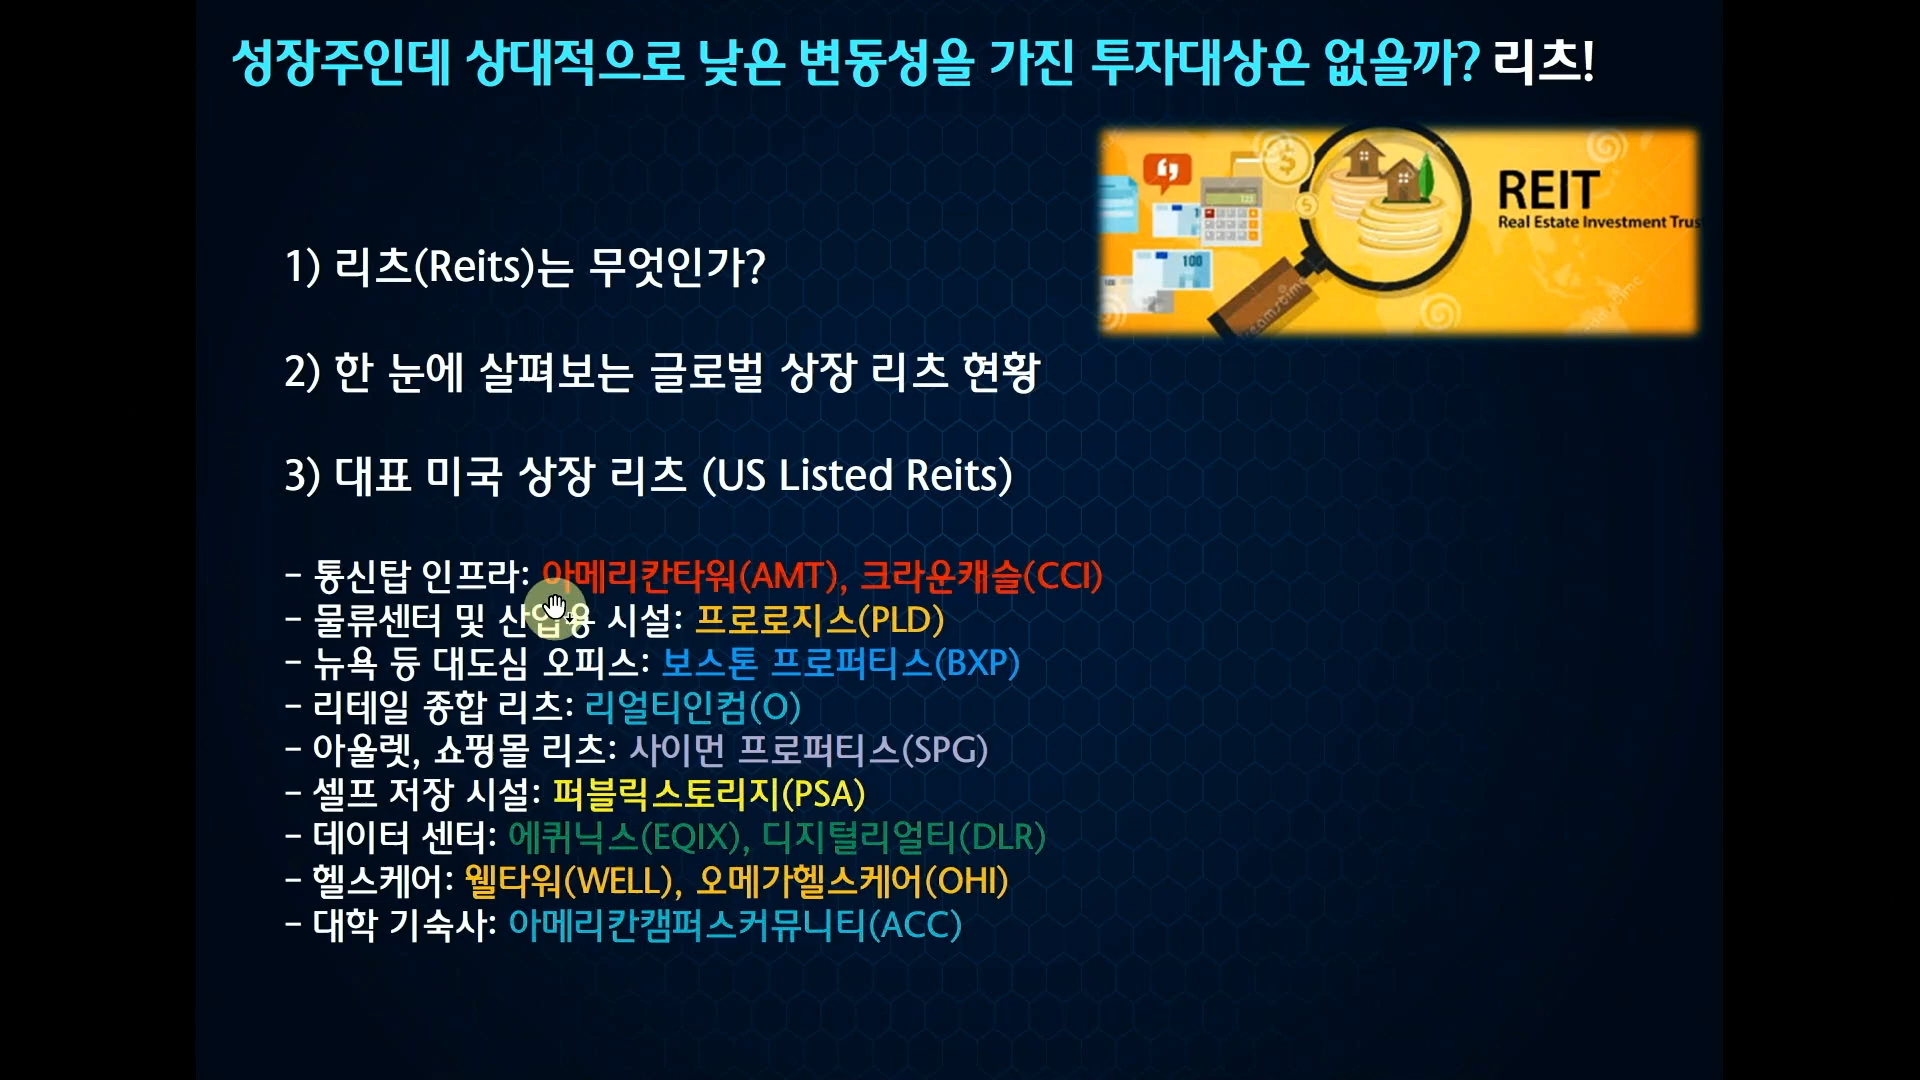 성장주인데 상대적으로 낮은 변동성을 가진 투자대상은 없을까? 리츠!
REIT
Real Estate Investment Trus
100
1) 리츠(Reits)는 무엇인가?
2) 한 눈에 살펴보는 글로벌 상장 리츠 현황
3) 대표 미국 상장 리츠 (US Listed Reits)
- 통신탑 인프라: 아메리칸타워(AMT), 크라운캐슬(CCI)
- 물류센터 및 산업용 시설: 프로로지스(PLD)
- 뉴욕 등 대도심 오피스: 보스톤 프로퍼티스(BXP)
- 리테일 종합 리츠: 리얼티인컴(O)
- 아울렛, 쇼핑몰 리츠: 사이먼 프로퍼티스(SPG)
- 셀프 저장 시설: 퍼블릭스토리지(PSA)
- 데이터 센터: 에퀴닉스(EQIX), 디지털리얼티(DLR)
- 헬스케어: 웰타워(WELL), 오메가헬스케어(OHI)
- 대학 기숙사: 아메리칸캠퍼스커뮤니티(ACC)